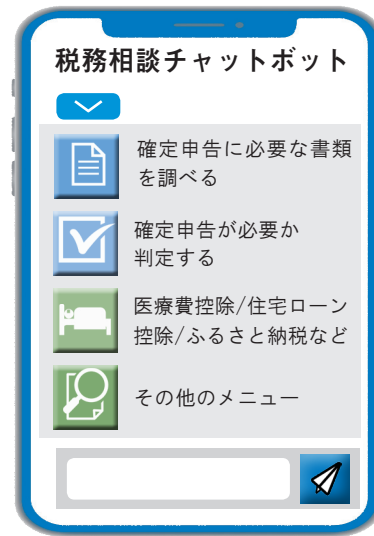 税務相談チャットボット
確定申告に必要な書類
を調べる
確定申告が必要か
判定する
医療費控除/住宅ローン
控除/ふるさと納税など
その他のメニュー